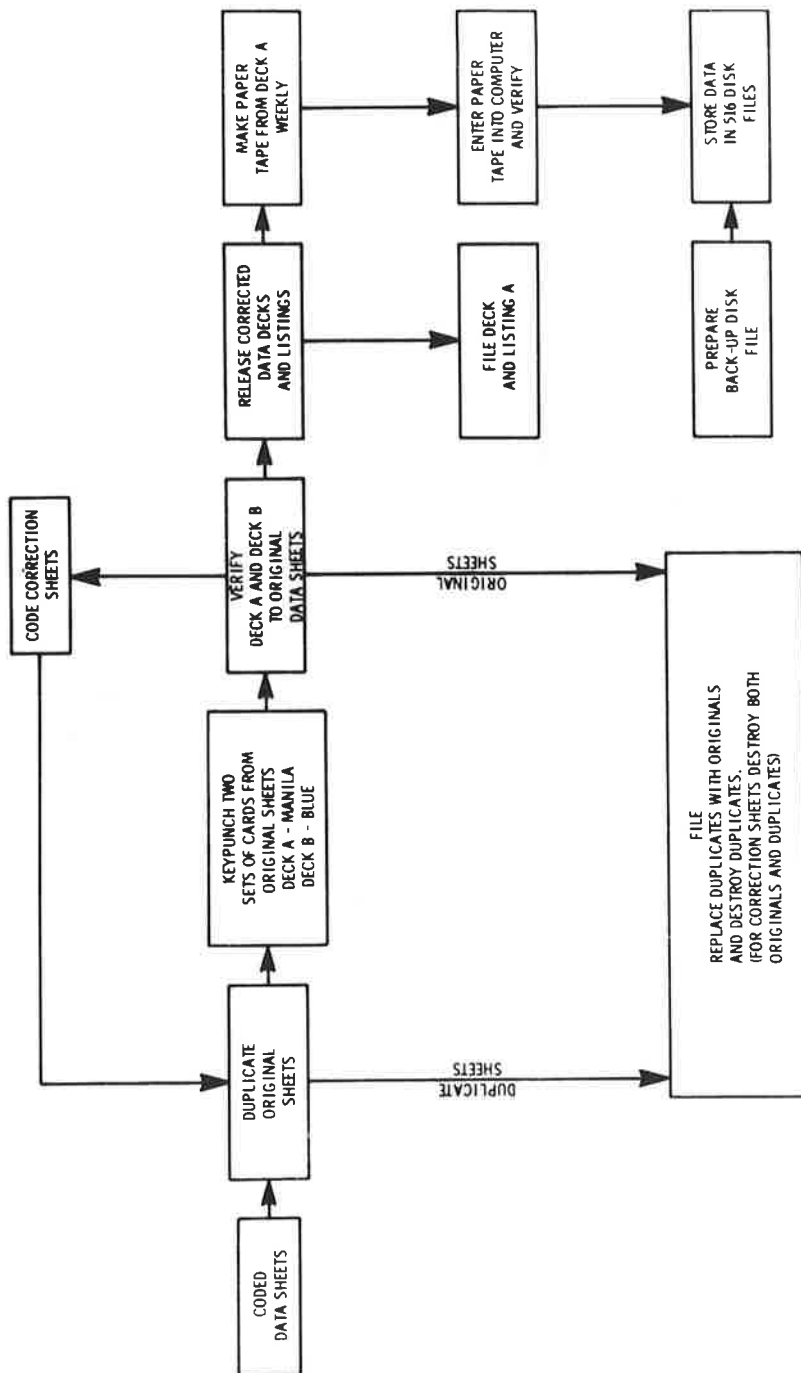 CODED
DATA SHEETS
DUPLICATE
ORIGINAL
SHEETS
KEYPUNCH TWO
SETS OF CARDS FROM
ORIGINAL SHEETS
DECK A - MANILA
DECK B - BLUE
CODE CORRECTION
SHEETS
VERIFY
DECK A AND DECK B
TO ORIGINAL
DATA SHEETS
RELEASE CORRECTED
DATA DECKS
AND LISTINGS
MAKE PAPER
TAPE FROM DECK A
WEEKLY
FILE DECK
AND LISTING A
ENTER PAPER
TAPE INTO COMPUTER
AND VERIFY
DUPLICATE
SHEETS
ORIGINAL
SHEETS
PREPARE
BACK-UP DISK
FILE
STORE DATA
IN 516 DISK
FILES
FILE
REPLACE DUPLICATES WITH ORIGINALS
AND DESTROY DUPLICATES.
(FOR CORRECTION SHEETS DESTROY BOTH
ORIGINALS AND DUPLICATES)